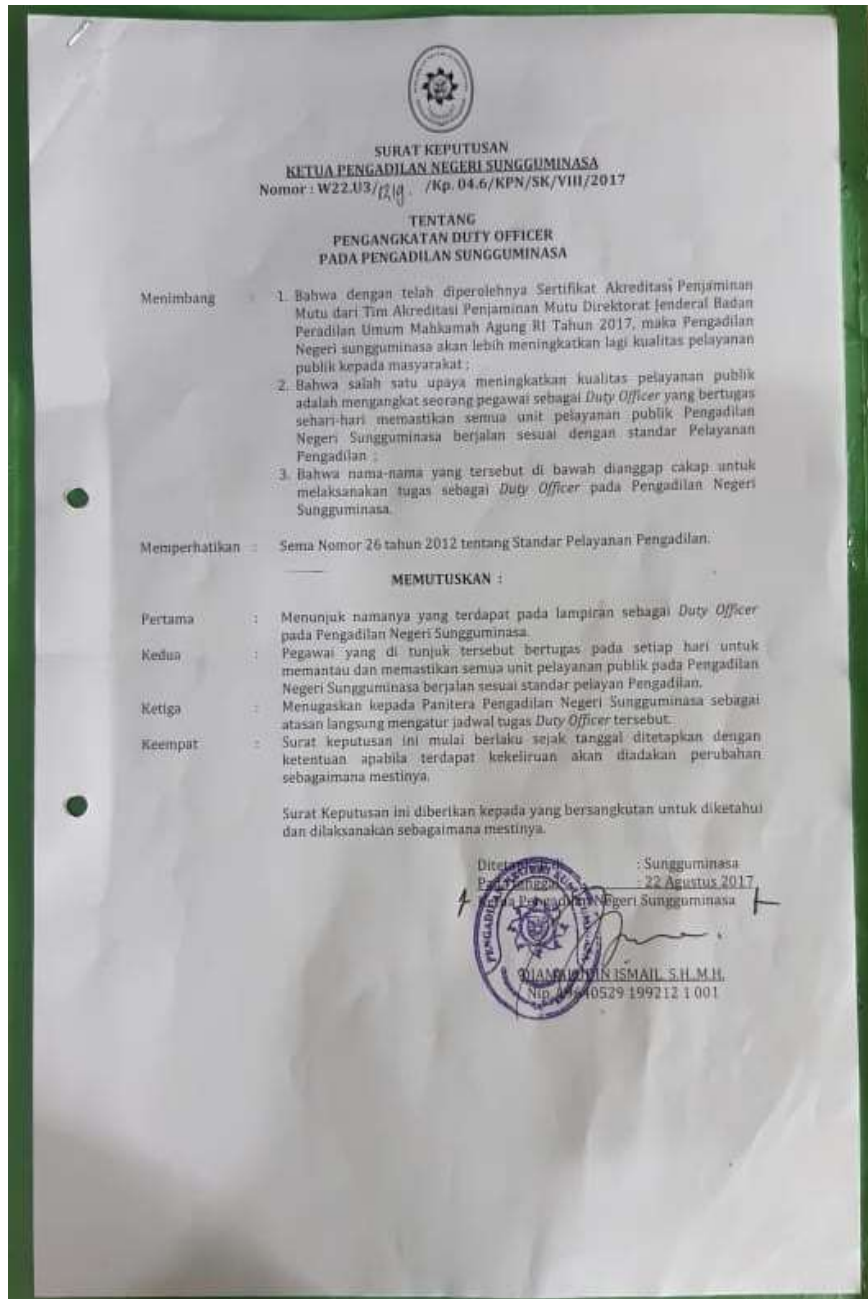 SURAT KEPUTUSAN
KETUA PENGADILAN NEGERI SUNGGUMINASA
Nomor : W22.U3/1219. /Kp. 04.6/KPN/SK/VIII/2017
TENTANG
PENGANGKATAN DUTY OFFICER
PADA PENGADILAN SUNGGUMINASA
Menimbang : 1. Bahwa dengan telah diperolehnya Sertifikat Akreditasi Penjaminan
Mutu dari Tim Akreditasi Penjaminan Mutu Direktorat Jenderal Badan
Peradilan Umum Mahkamah Agung RI Tahun 2017, maka Pengadilan
Negeri sungguminasa akan lebih meningkatkan lagi kualitas pelayanan
publik kepada masyarakat ;
2. Bahwa salah satu upaya meningkatkan kualitas pelayanan publik
adalah mengangkat seorang pegawai sebagai Duty Officer yang bertugas
sehari-hari memastikan semua unit pelayanan publik Pengadilan
Negeri Sungguminasa berjalan sesuai dengan standar Pelayanan
Pengadilan ;
3. Bahwa nama-nama yang tersebut di bawah dianggap cakap untuk
melaksanakan tugas sebagai Duty Officer pada Pengadilan Negeri
Sungguminasa.
Memperhatikan : Sema Nomor 26 tahun 2012 tentang Standar Pelayanan Pengadilan.
MEMUTUSKAN :
Pertama : Menunjuk namanya yang terdapat pada lampiran sebagai Duty Officer
pada Pengadilan Negeri Sungguminasa.
Kedua : Pegawai yang di tunjuk tersebut bertugas pada setiap hari untuk
memantau dan memastikan semua unit pelayanan publik pada Pengadilan
Negeri Sungguminasa berjalan sesuai standar pelayan Pengadilan.
Ketiga : Menugaskan kepada Panitera Pengadilan Negeri Sungguminasa sebagai
atasan langsung mengatur jadwal tugas Duty Officer tersebut.
Keempat : Surat keputusan ini mulai berlaku sejak tanggal ditetapkan dengan
ketentuan apabila terdapat kekeliruan akan diadakan perubahan
sebagaimana mestinya.
Surat Keputusan ini diberikan kepada yang bersangkutan untuk diketahui
dan dilaksanakan sebagaimana mestinya.
: Sungguminasa
Pada tanggal : 22 Agustus 2017
Ketua Pengadilan Negeri Sungguminasa
PENGADILAN NEGERI SUNGGUMINASA
ISMAIL, S.H.,M.H.
Nip. 19640529 199212 1 001